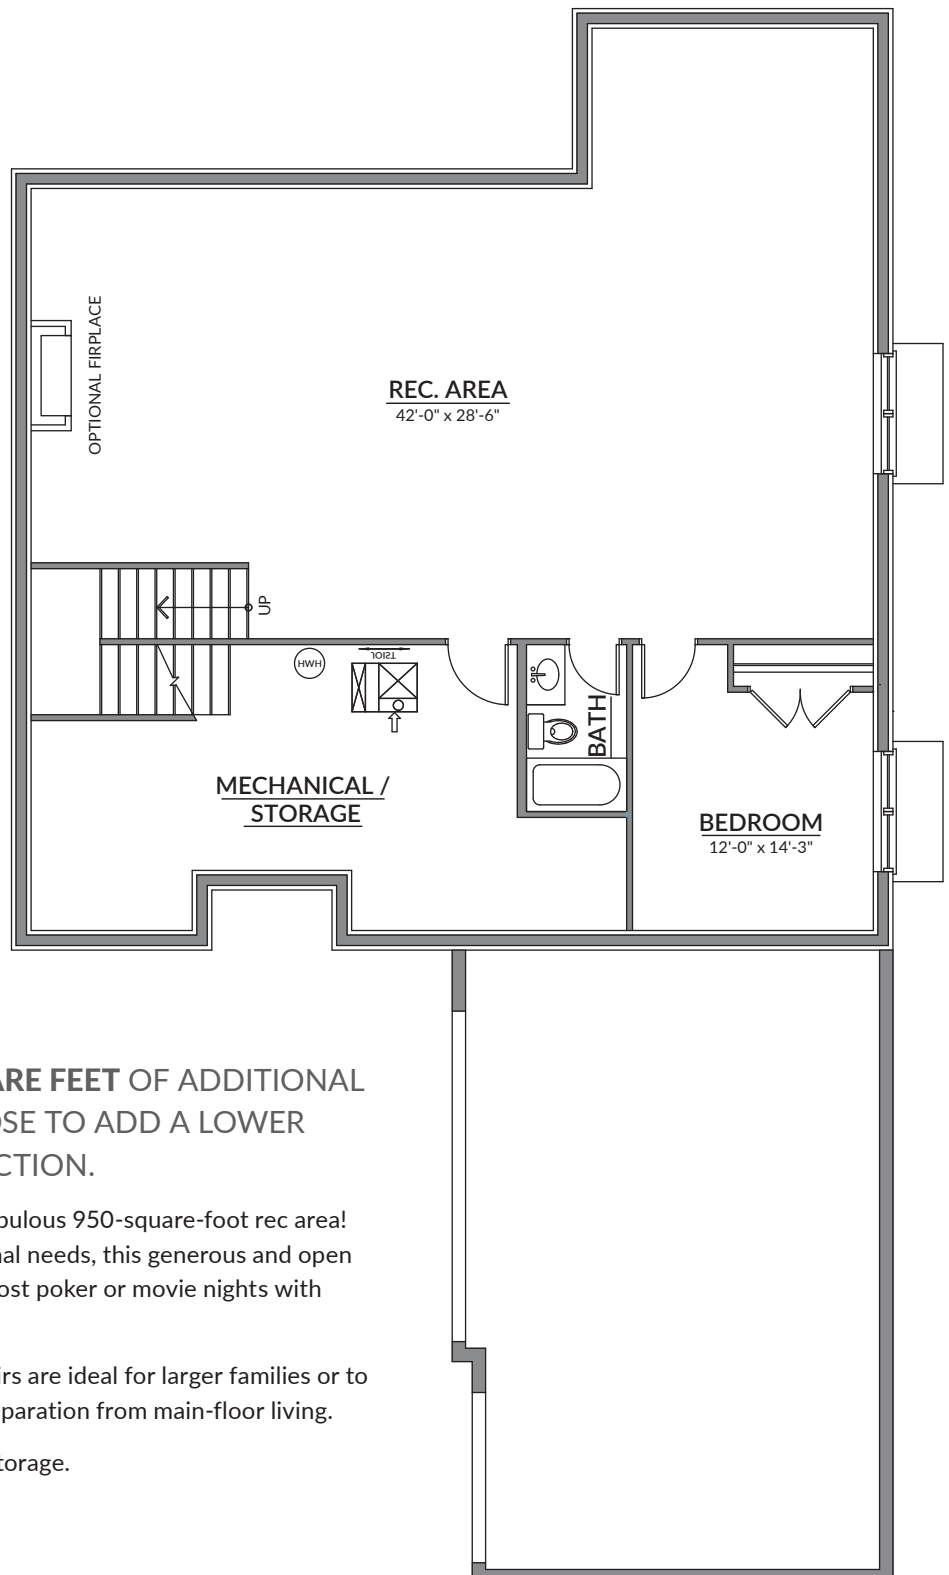 OPTIONAL FIRPLACE
REC. AREA
42'-0" x 28'-6"
UP
HWH
JOIST
MECHANICAL /
STORAGE
BATH
BEDROOM
12'-0" x 14'-3"
ARE FEET OF ADDITIONAL
OSE TO ADD A LOWER
CTION.
bulous 950-square-foot rec area!
nal needs, this generous and open
ost poker or movie nights with
irs are ideal for larger families or to
eparation from main-floor living.
torage.